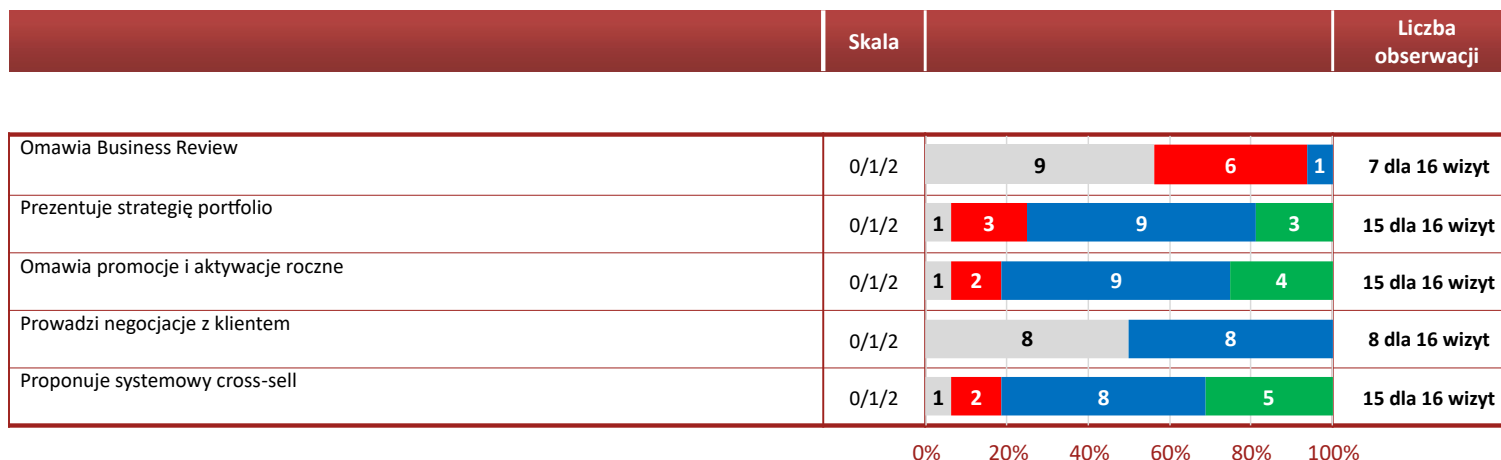 Skala
Liczba
obserwacji
Omawia Business Review
0/1/2
9 6 1
7 dla 16 wizyt
Prezentuje strategię portfolio
0/1/2
1 3 9 3
15 dla 16 wizyt
Omawia promocje i aktywacje roczne
0/1/2
1 2 9 4
15 dla 16 wizyt
Prowadzi negocjacje z klientem
0/1/2
8 8
8 dla 16 wizyt
Proponuje systemowy cross-sell
0/1/2
1 2 8 5
15 dla 16 wizyt
0% 20% 40% 60% 80% 100%